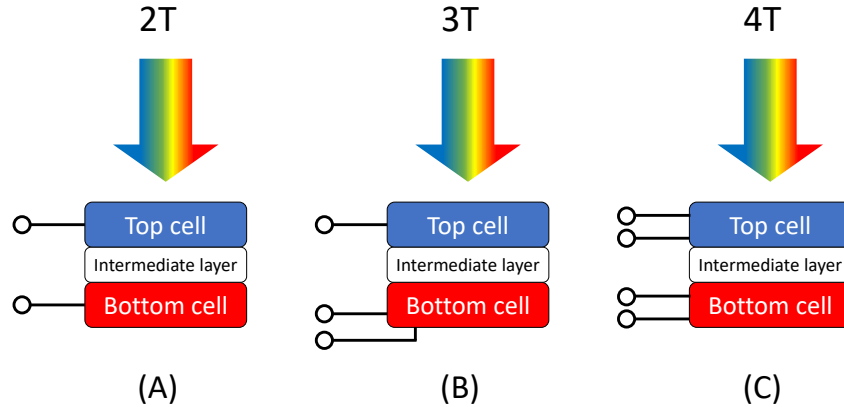 2T
3T
4T
Top cell
Intermediate layer
Bottom cell
Top cell
Intermediate layer
Bottom cell
Top cell
Intermediate layer
Bottom cell
(A)
(B)
(C)